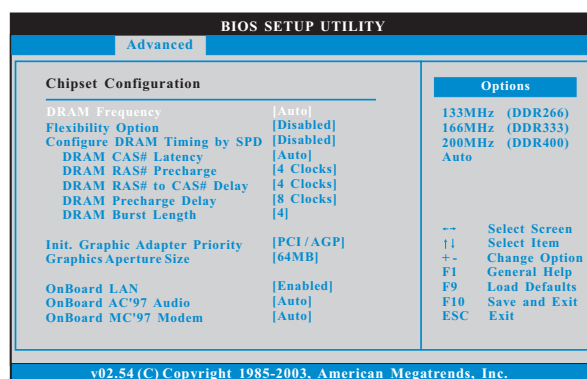 BIOS SETUP UTILITY
Advanced
Chipset Configuration
DRAM Frequency [Auto]
Flexibility Option [Disabled]
Configure DRAM Timing by SPD [Disabled]
DRAM CAS# Latency [Auto]
DRAM RAS# Precharge [4 Clocks]
DRAM RAS# to CAS# Delay [4 Clocks]
DRAM Precharge Delay [8 Clocks]
DRAM Burst Length [4]
Init. Graphic Adapter Priority [PCI/AGP]
Graphics Aperture Size [64MB]
OnBoard LAN [Enabled]
OnBoard AC'97 Audio [Auto]
OnBoard MC'97 Modem [Auto]
Options
133MHz (DDR266)
166MHz (DDR333)
200MHz (DDR400)
Auto
←→ Select Screen
↑↓ Select Item
+- Change Option
F1 General Help
F9 Load Defaults
F10 Save and Exit
ESC Exit
v02.54 (C) Copyright 1985-2003, American Megatrends, Inc.